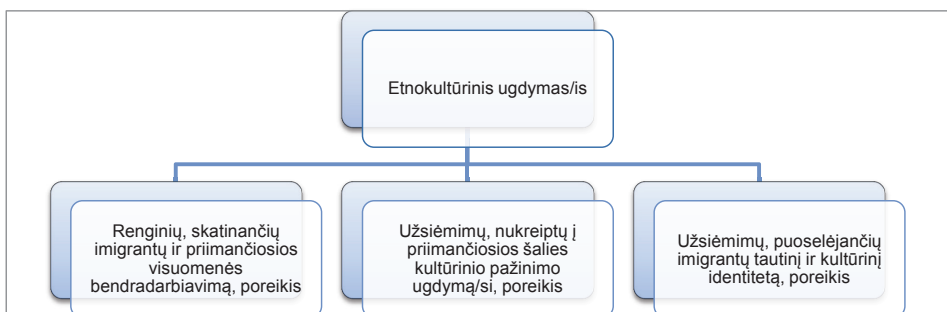 Etnokultūrinis ugdymas/is
Renginių, skatinančių
imigrantų ir priimančiosios
visuomenės
bendradarbiavimą, poreikis
Užsiėmimų, nukreiptų į
priimančiosios šalies
kultūrinio pažinimo
ugdymą/si, poreikis
Užsiėmimų, puoselėjančių
imigrantų tautinį ir kultūrinį
identitetą, poreikis